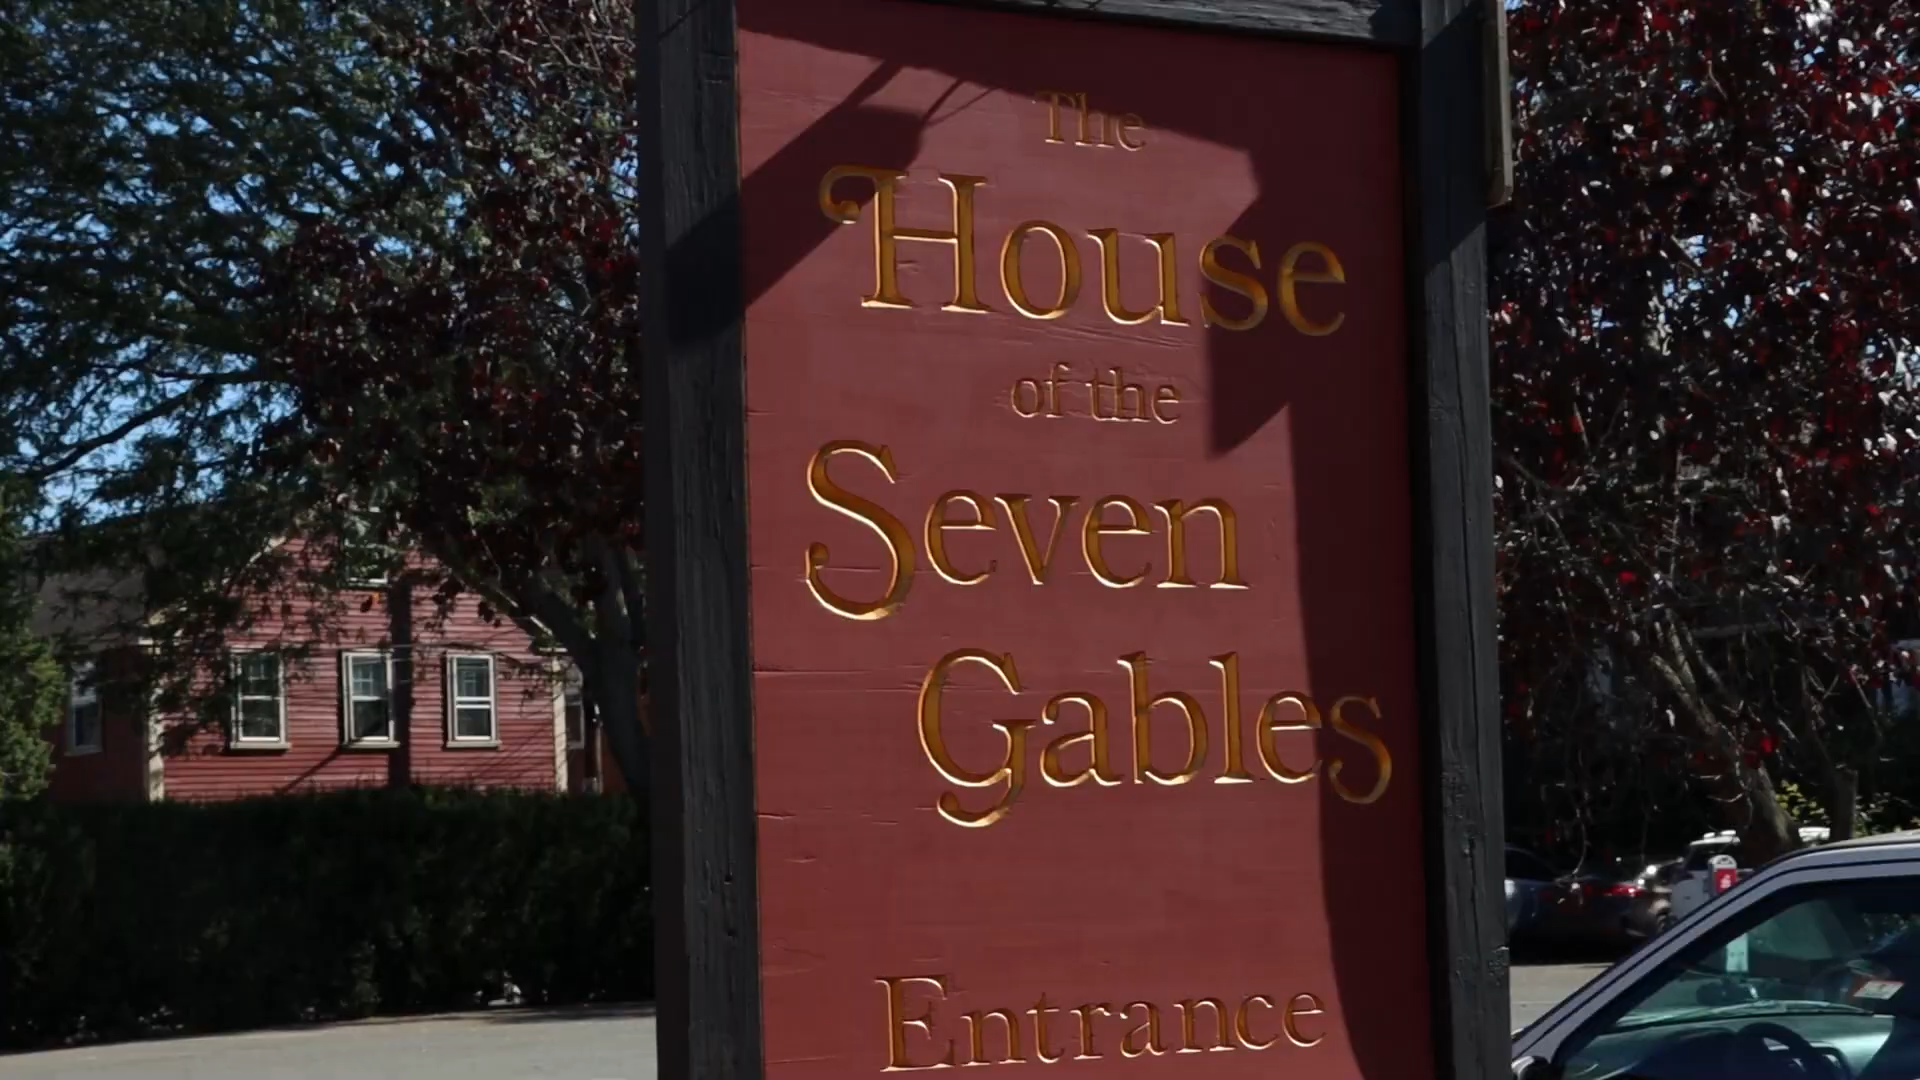 The
House
of the
Seven
Gables
Entrance